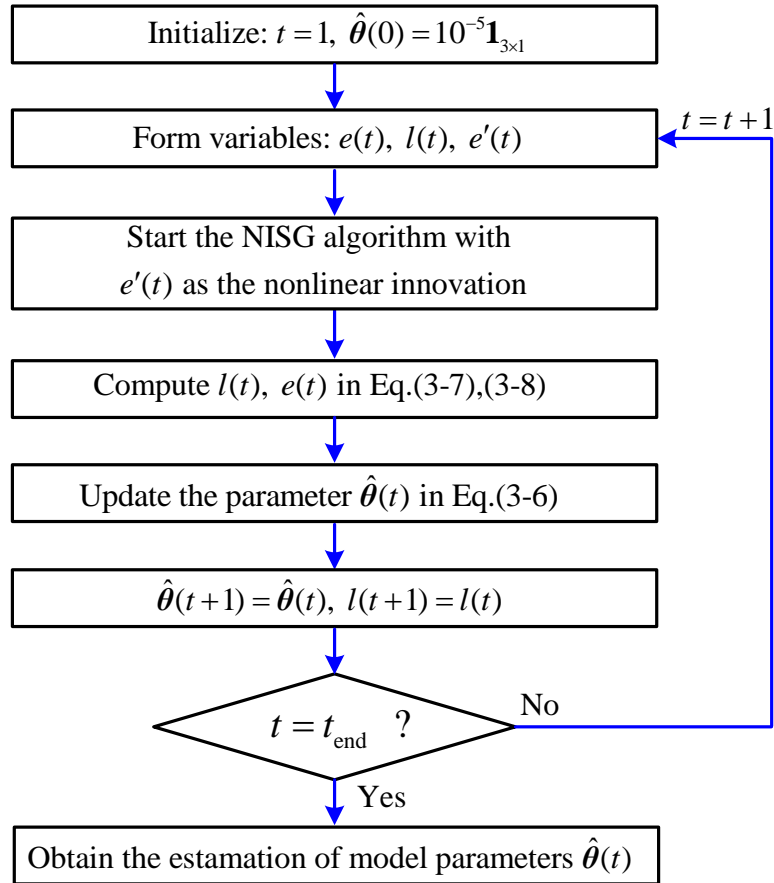 Initialize: t = 1, θ̂(0) = 10⁻⁵1₃ₓ₁
t = t + 1
Form variables: e(t), l(t), e′(t)
Start the NISG algorithm with
e′(t) as the nonlinear innovation
Compute l(t), e(t) in Eq.(3-7),(3-8)
Update the parameter θ̂(t) in Eq.(3-6)
θ̂(t+1) = θ̂(t), l(t+1) = l(t)
No
t = t_end ?
Yes
Obtain the estamation of model parameters θ̂(t)